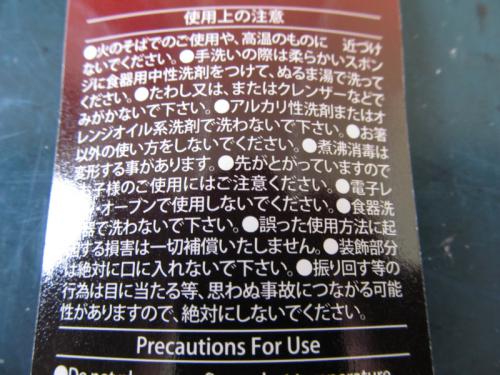 使用上の注意
●火のそばでのご使用や、高温のものに 近づけ
ないでください。●手洗いの際は柔らかいスポン
ジに食器用中性洗剤をつけて、ぬるま湯で洗って
ください。●たわし又は、またはクレンザーなどで
みがかないで下さい。●アルカリ性洗剤またはオ
レンジオイル系洗剤で洗わないで下さい。●お箸
以外の使い方をしないでください。●煮沸消毒は
変形する事があります。●先がとがっていますので
子様のご使用にはご注意ください。●電子レ
・オーブンで使用しないでください。●食器洗
器で洗わないで下さい。●誤った使用方法に起
する損害は一切補償いたしません。●装飾部分
は絶対に口に入れないで下さい。●振り回す等の
行為は目に当たる等、思わぬ事故につながる可能
性がありますので、絶対にしないでください。
Precautions For Use